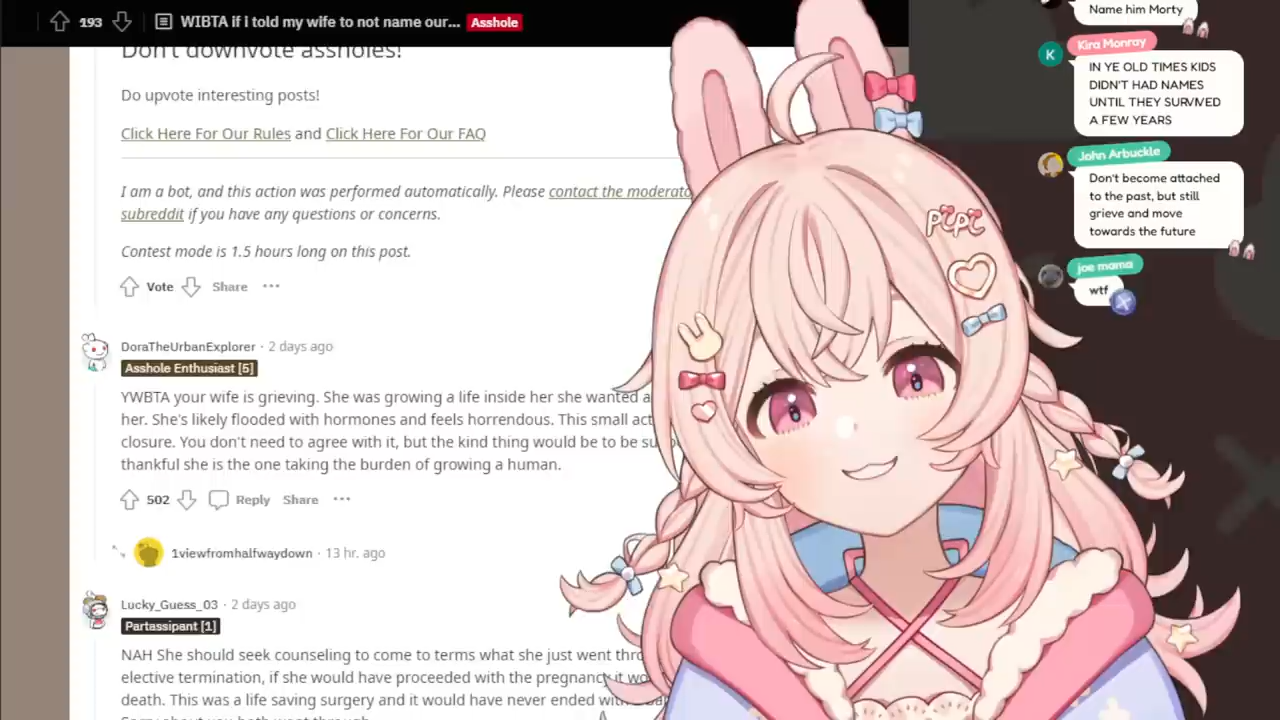 193 WIBTA if i told my wife to not name our... Asshole
Don't downvote assholes!
Do upvote interesting posts!
Click Here For Our Rules and Click Here For Our FAQ
I am a bot, and this action was performed automatically. Please contact the moderato
subreddit if you have any questions or concerns.
Contest mode is 1.5 hours long on this post.
Vote Share
DoraTheUrbanExplorer · 2 days ago
Asshole Enthusiast [5]
YWBTA your wife is grieving. She was growing a life inside her she wanted a
her. She's likely flooded with hormones and feels horrendous. This small act
closure. You don't need to agree with it, but the kind thing would be to be su
thankful she is the one taking the burden of growing a human.
502 Reply Share
1viewfromhalfwaydown · 13 hr. ago
Lucky_Guess_03 · 2 days ago
Partassipant [1]
NAH She should seek counseling to come to terms what she just went thro
elective termination, if she would have proceeded with the pregnancy it wo
death. This was a life saving surgery and it would have never ended with a
Sorry about you both went through.
Pipi
Name him Morty
K
Kira Monray
IN YE OLD TIMES KIDS
DIDN'T HAD NAMES
UNTIL THEY SURVIVED
A FEW YEARS
John Arbuckle
Don't become attached
to the past, but still
grieve and move
towards the future
joe mama
wtf